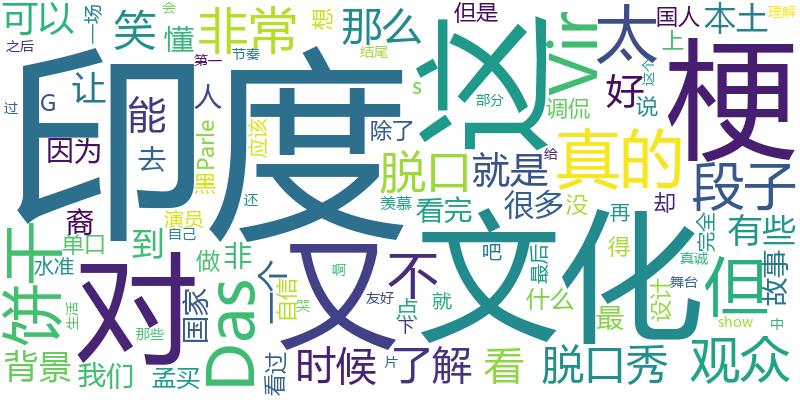 可以 笑 非常 想 那么 但是 国人 本土 会 理解
之后 一场 懂 节奏 结尾 太 上
印度 这 Vir 梗
过 G 让 第一 s 部分 好 说 这个
能 人 除了 调侃 给
因为 去 黑 Parle 应该 脱口 就是 真的 段子
裔 演员 还 羡慕 看完 很多 没 再 却
饼干 单口 到 自己 文化 得 完全 有些
水准 对 做 非 又 不 吧 最后 但 故事
Das 一个 自信 啊 点 就 什么 最 设计 真诚 舞台
生活 国家 哭 友好 下 show 中
背景 我们 那些 孟买 看过 时候 片 了解 看 脱口秀 观众